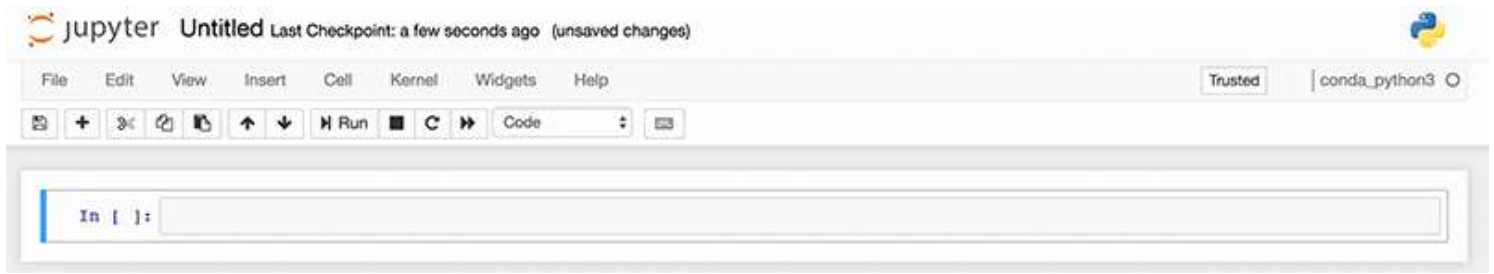 jupyter Untitled Last Checkpoint: a few seconds ago (unsaved changes)
File Edit View Insert Cell Kernel Widgets Help Trusted conda_python3
Run Code
In [ ]: